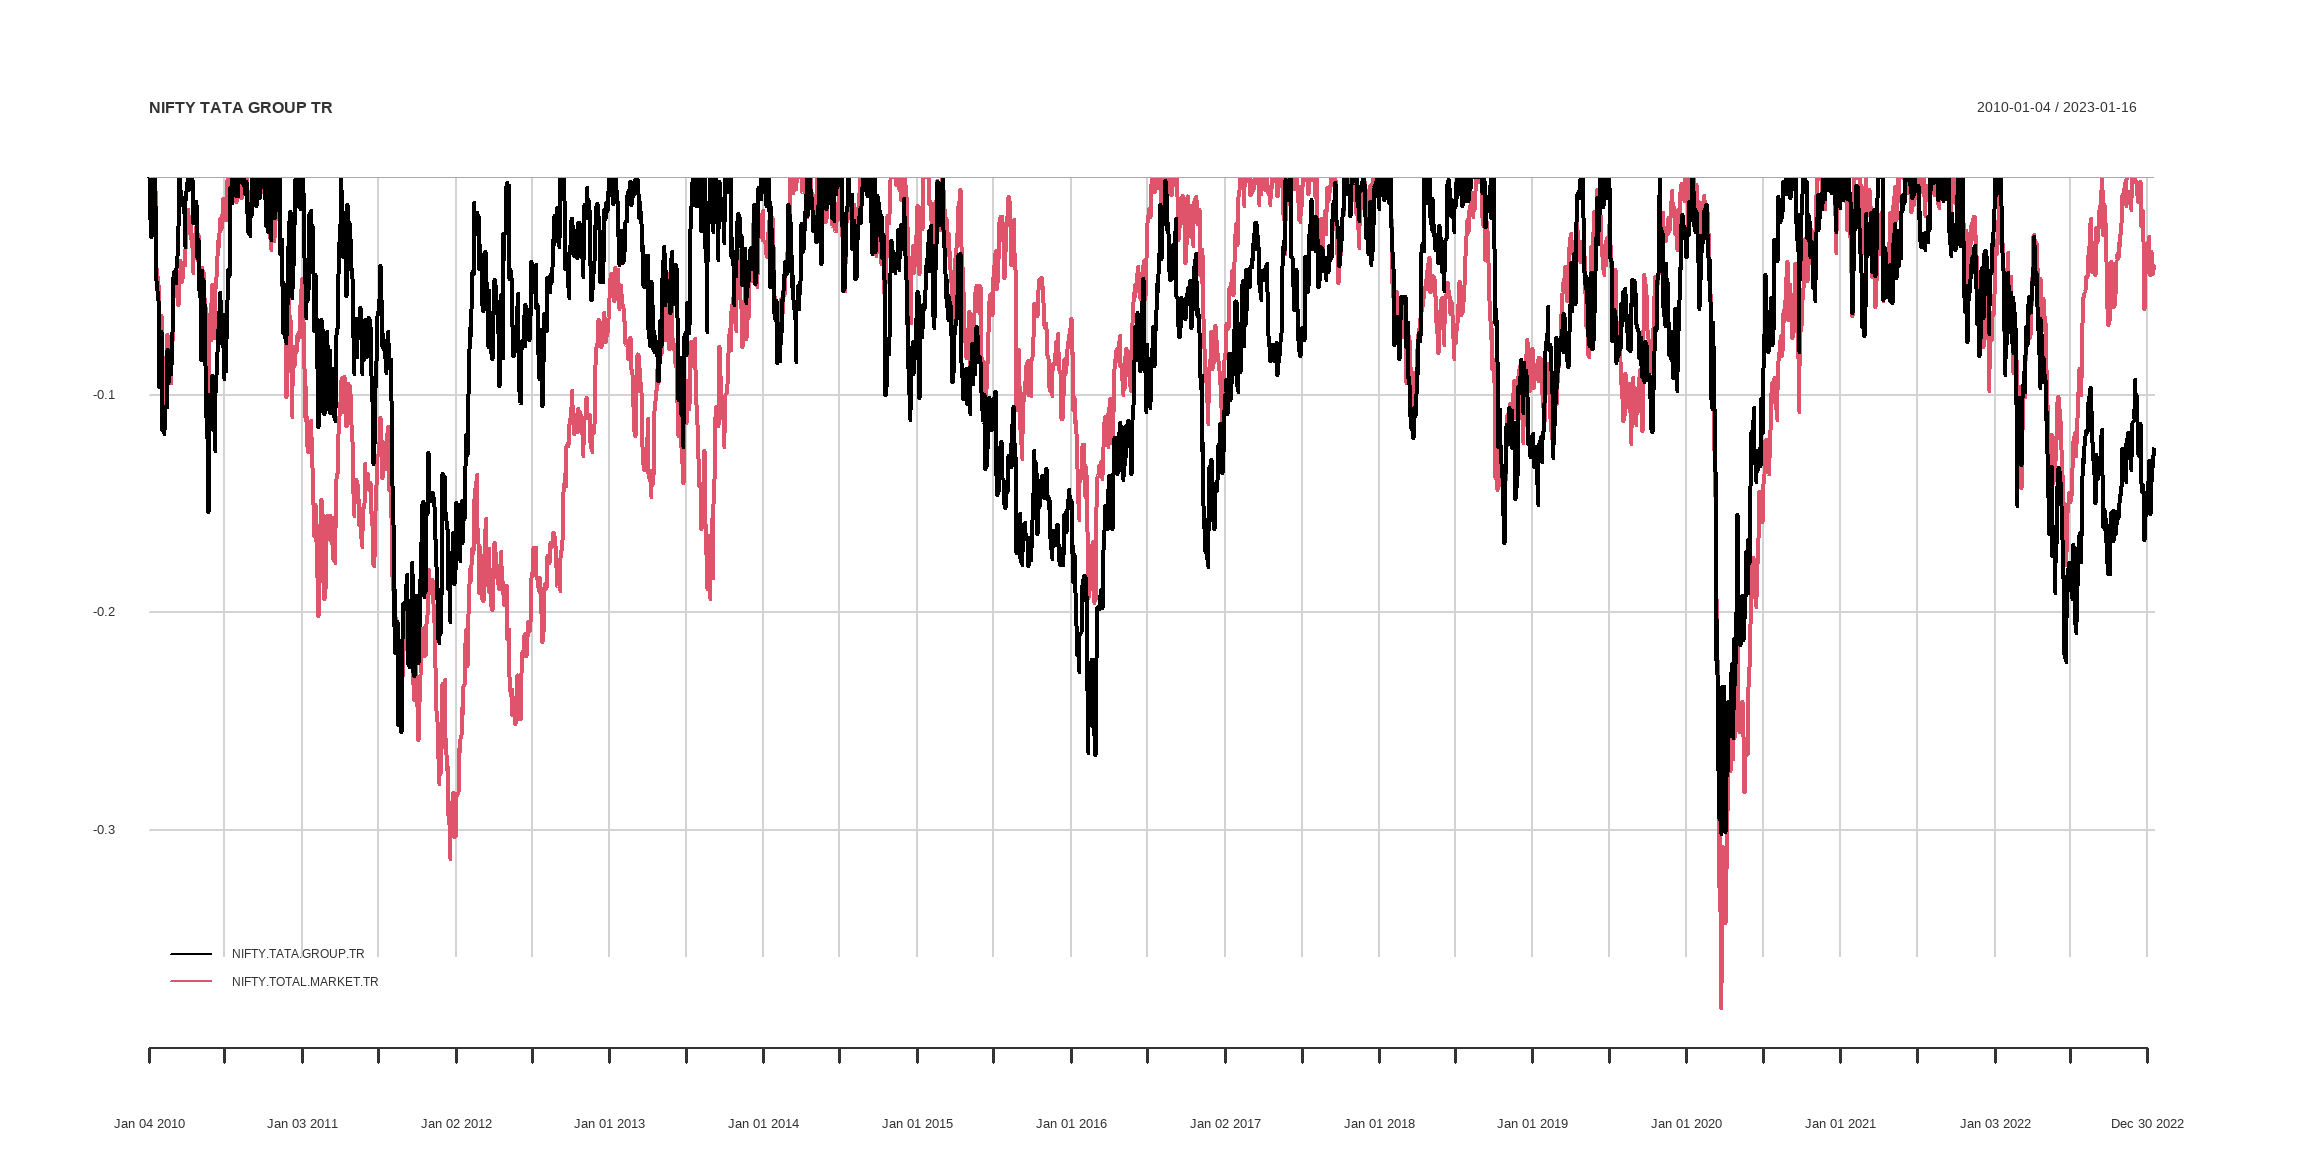 NIFTY TATA GROUP TR
2010-01-04 / 2023-01-16
-0.1
-0.2
-0.3
NIFTY.TATA.GROUP.TR
NIFTY.TOTAL.MARKET.TR
Jan 04 2010 Jan 03 2011 Jan 02 2012 Jan 01 2013 Jan 01 2014 Jan 01 2015 Jan 01 2016 Jan 02 2017 Jan 01 2018 Jan 01 2019 Jan 01 2020 Jan 01 2021 Jan 03 2022 Dec 30 2022